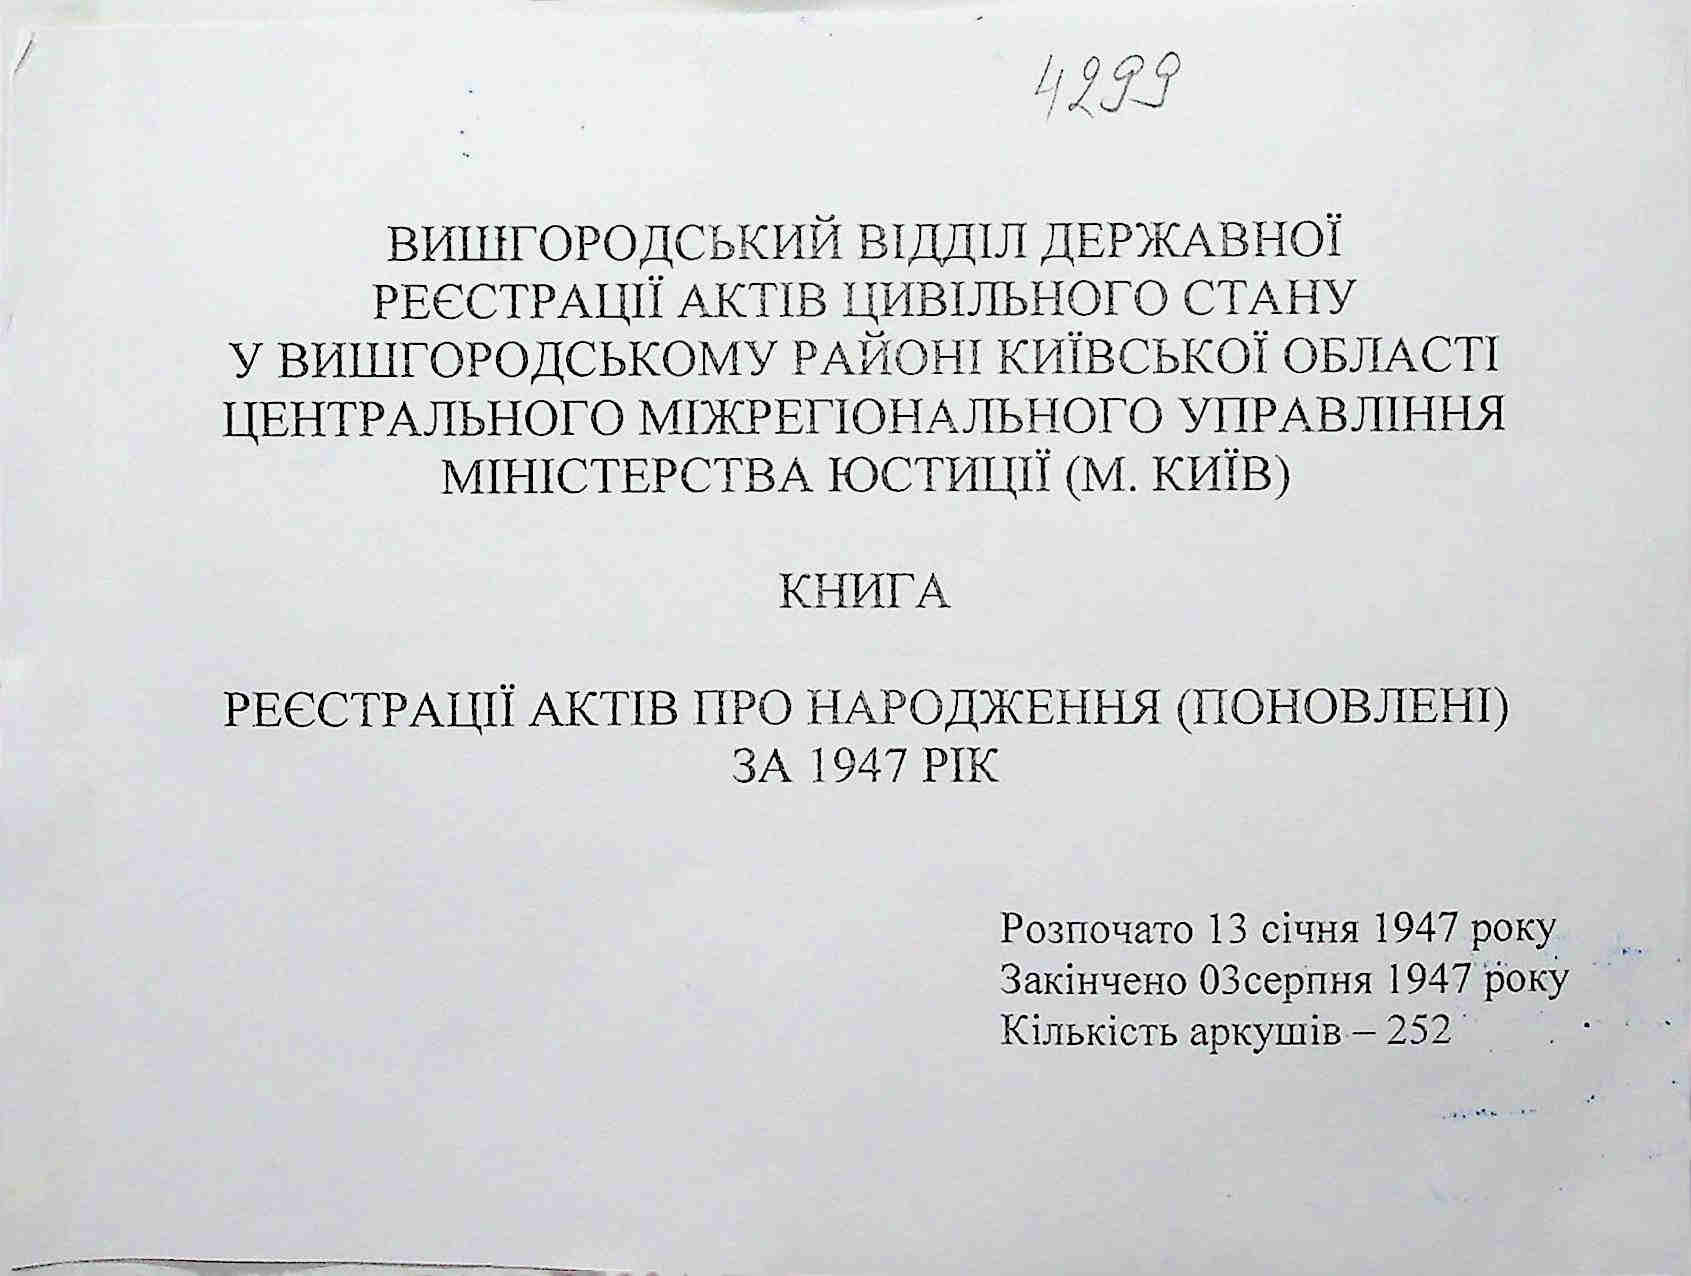 4299
ВИШГОРОДСЬКИЙ ВІДДІЛ ДЕРЖАВНОЇ
РЕЄСТРАЦІЇ АКТІВ ЦИВІЛЬНОГО СТАНУ
У ВИШГОРОДСЬКОМУ РАЙОНІ КИЇВСЬКОЇ ОБЛАСТІ
ЦЕНТРАЛЬНОГО МІЖРЕГІОНАЛЬНОГО УПРАВЛІННЯ
МІНІСТЕРСТВА ЮСТИЦІЇ (М. КИЇВ)
КНИГА
РЕЄСТРАЦІЇ АКТІВ ПРО НАРОДЖЕННЯ (ПОНОВЛЕНІ)
ЗА 1947 РІК
Розпочато 13 січня 1947 року
Закінчено 03серпня 1947 року
Кількість аркушів – 252